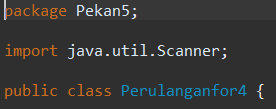 package Pekan5;
import java.util.Scanner;
public class Perulanganfor4 {